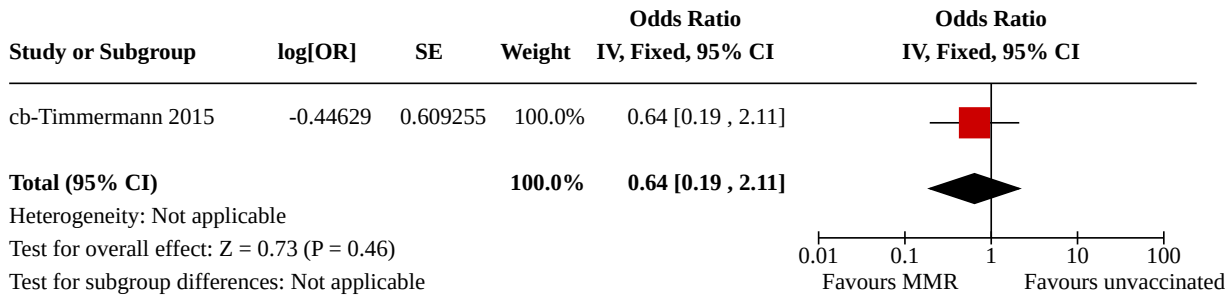 Odds Ratio Odds Ratio
Study or Subgroup log[OR] SE Weight IV, Fixed, 95% CI IV, Fixed, 95% CI
cb-Timmermann 2015 -0.44629 0.609255 100.0% 0.64 [0.19 , 2.11]
Total (95% CI) 100.0% 0.64 [0.19 , 2.11]
Heterogeneity: Not applicable
Test for overall effect: Z = 0.73 (P = 0.46)
0.01 0.1 1 10 100
Test for subgroup differences: Not applicable Favours MMR Favours unvaccinated